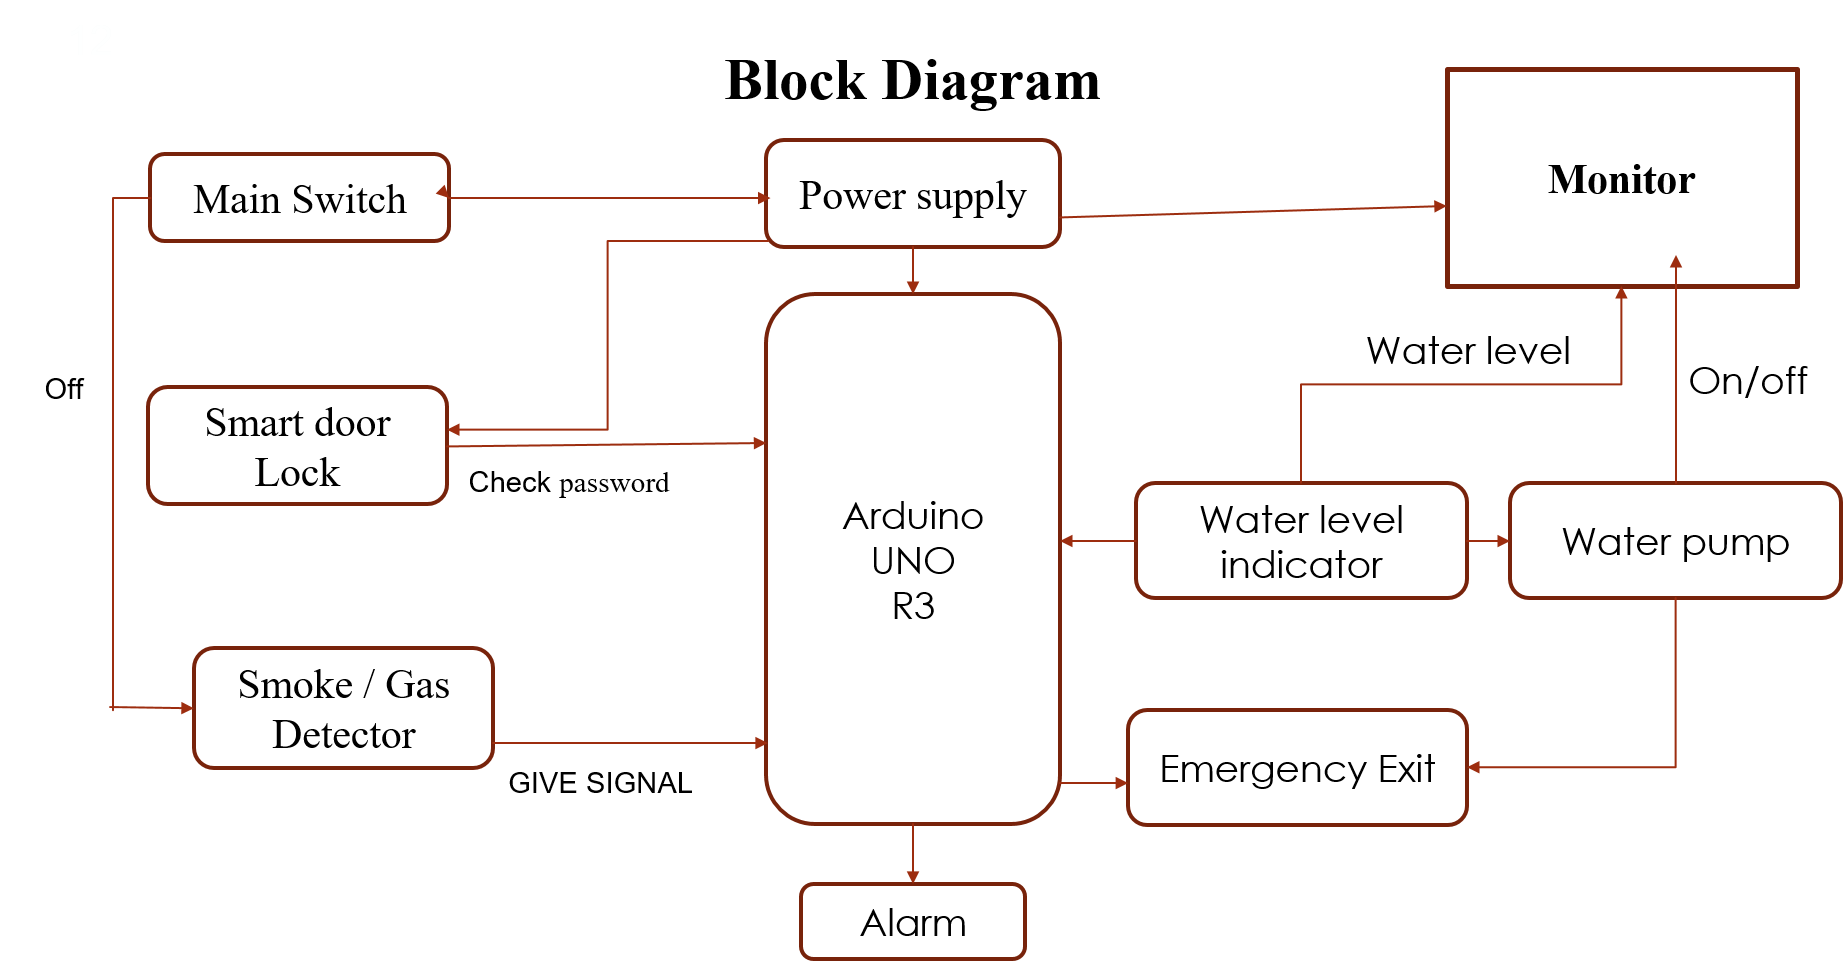 Block Diagram
Main Switch
Power supply
Monitor
Off
Smart door
Lock
Check password
Water level
On/off
Arduino
UNO
R3
Water level
indicator
Water pump
Smoke / Gas
Detector
GIVE SIGNAL
Emergency Exit
Alarm